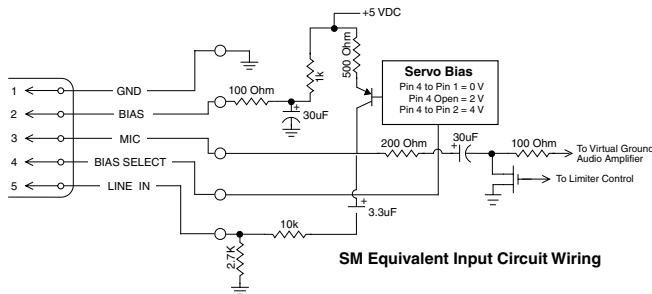 +5 VDC
500 Ohm
1k
Servo Bias
Pin 4 to Pin 1 = 0 V
Pin 4 Open = 2 V
Pin 4 to Pin 2 = 4 V
1 GND
100 Ohm
2 BIAS
30uF
+
3 MIC
200 Ohm
30uF
+
100 Ohm
To Virtual Ground
Audio Amplifier
4 BIAS SELECT
To Limiter Control
5 LINE IN
+
3.3uF
10k
2.7K
SM Equivalent Input Circuit Wiring